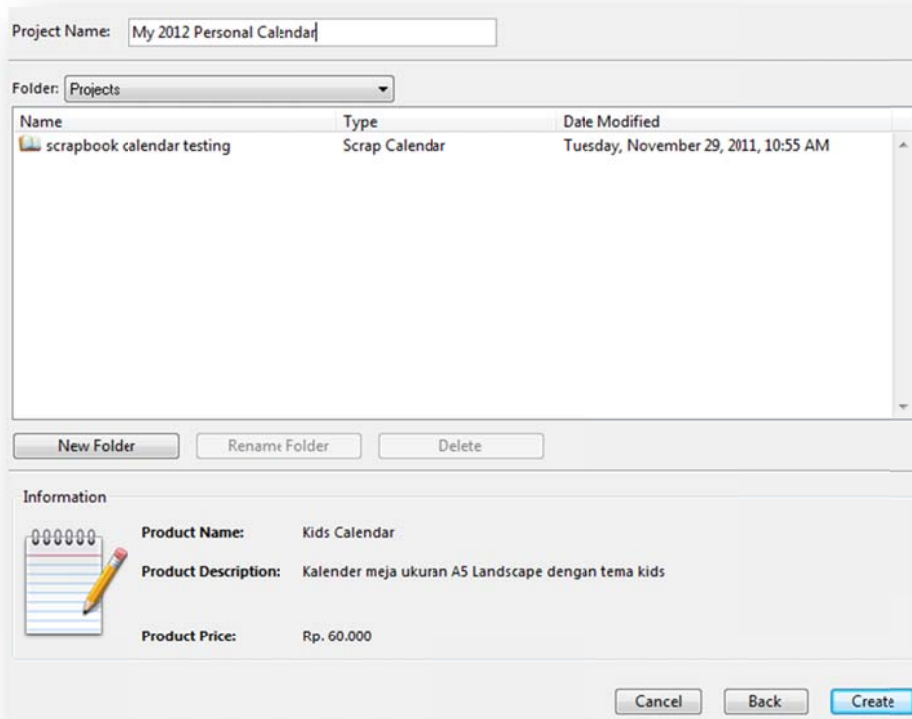 Project Name: My 2012 Personal Calendar
Folder: Projects
Name Type Date Modified
scrapbook calendar testing Scrap Calendar Tuesday, November 29, 2011, 10:55 AM
New Folder Rename Folder Delete
Information
Product Name: Kids Calendar
Product Description: Kalender meja ukuran A5 Landscape dengan tema kids
Product Price: Rp. 60.000
Cancel Back Create